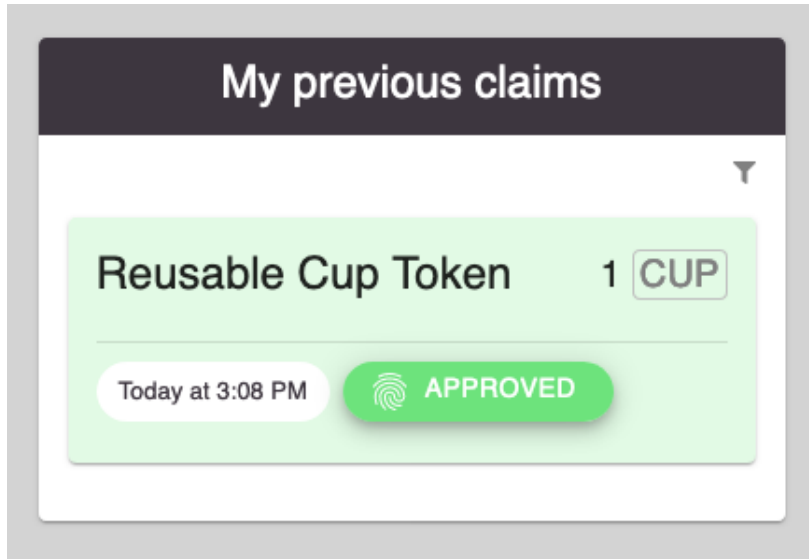 My previous claims
Reusable Cup Token 1 CUP
Today at 3:08 PM APPROVED